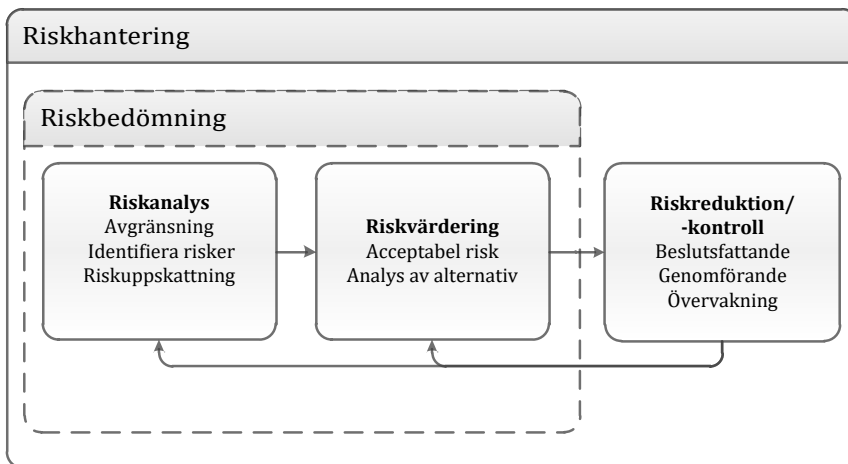 Riskhantering
Riskbedömning
Riskanalys
Avgränsning
Identifiera risker
Riskuppskattning
Riskvärdering
Acceptabel risk
Analys av alternativ
Riskreduktion/
-kontroll
Beslutsfattande
Genomförande
Övervakning